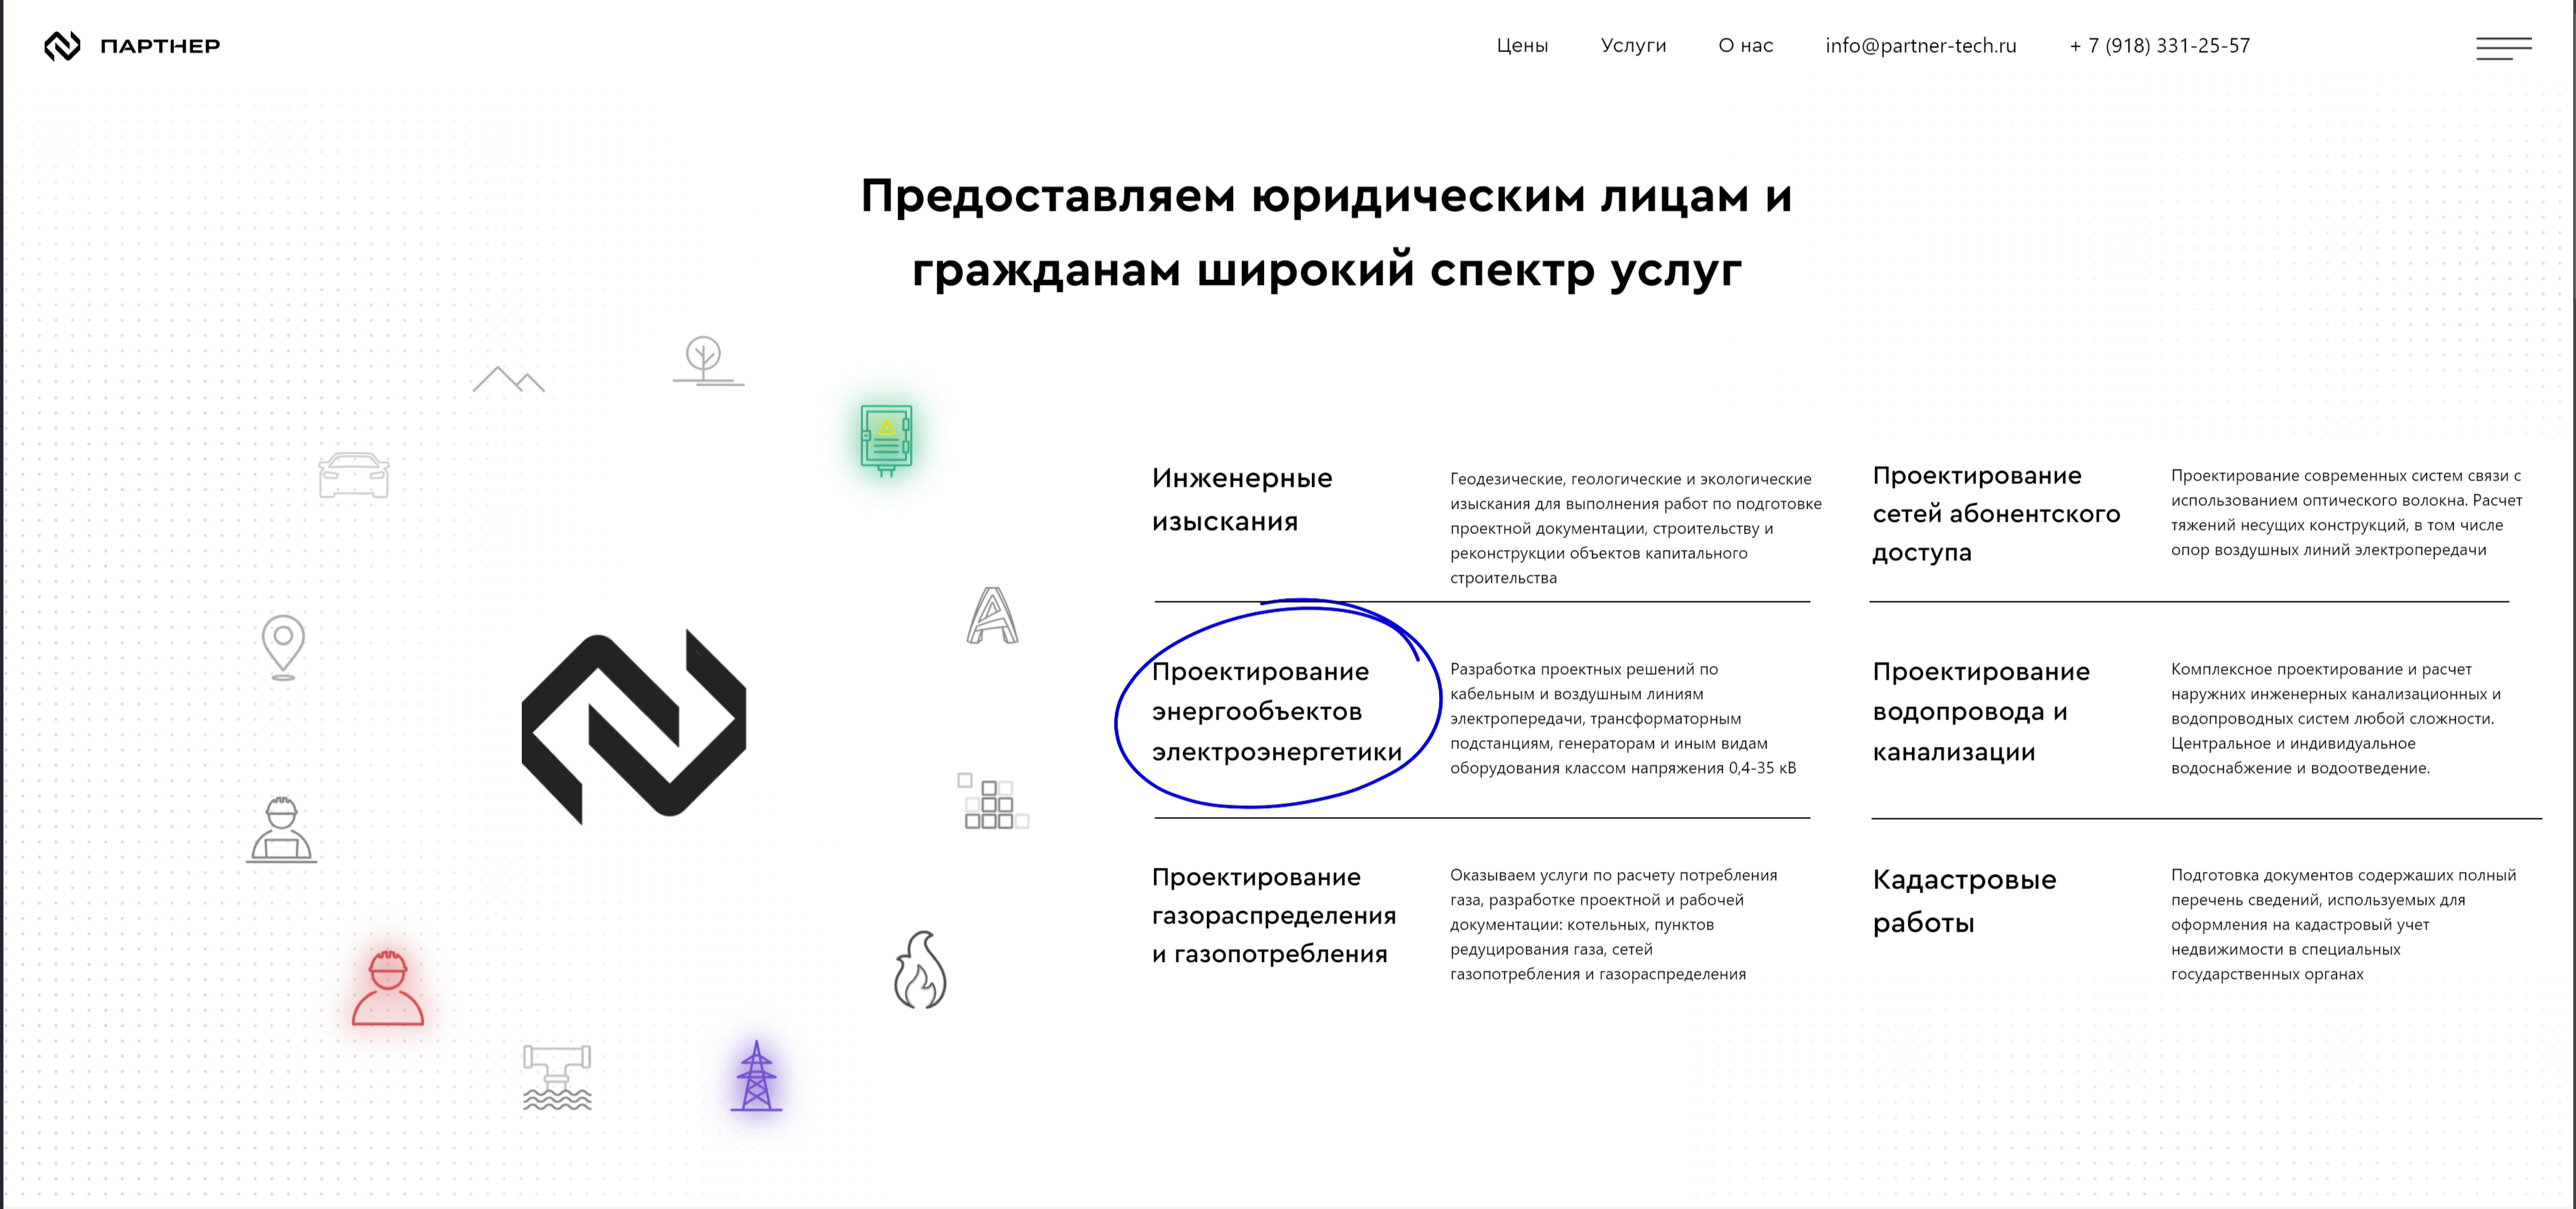 ПАРТНЕР
Цены
Услуги
О нас
info@partner-tech.ru
+ 7 (918) 331-25-57
Предоставляем юридическим лицам и
гражданам широкий спектр услуг
Инженерные
изыскания
Геодезические, геологические и экологические
изыскания для выполнения работ по подготовке
проектной документации, строительству и
реконструкции объектов капитального
строительства
Проектирование
сетей абонентского
доступа
Проектирование современных систем связи с
использованием оптического волокна. Расчет
тяжений несущих конструкций, в том числе
опор воздушных линий электропередачи
Проектирование
энергообъектов
электроэнергетики
Разработка проектных решений по
кабельным и воздушным линиям
электропередачи, трансформаторным
подстанциям, генераторам и иным видам
оборудования классом напряжения 0,4-35 кВ
Проектирование
водопровода и
канализации
Комплексное проектирование и расчет
наружних инженерных канализационных и
водопроводных систем любой сложности.
Центральное и индивидуальное
водоснабжение и водоотведение.
Проектирование
газораспределения
и газопотребления
Оказываем услуги по расчету потребления
газа, разработке проектной и рабочей
документации: котельных, пунктов
редуцирования газа, сетей
газопотребления и газораспределения
Кадастровые
работы
Подготовка документов содержаших полный
перечень сведений, используемых для
оформления на кадастровый учет
недвижимости в специальных
государственных органах